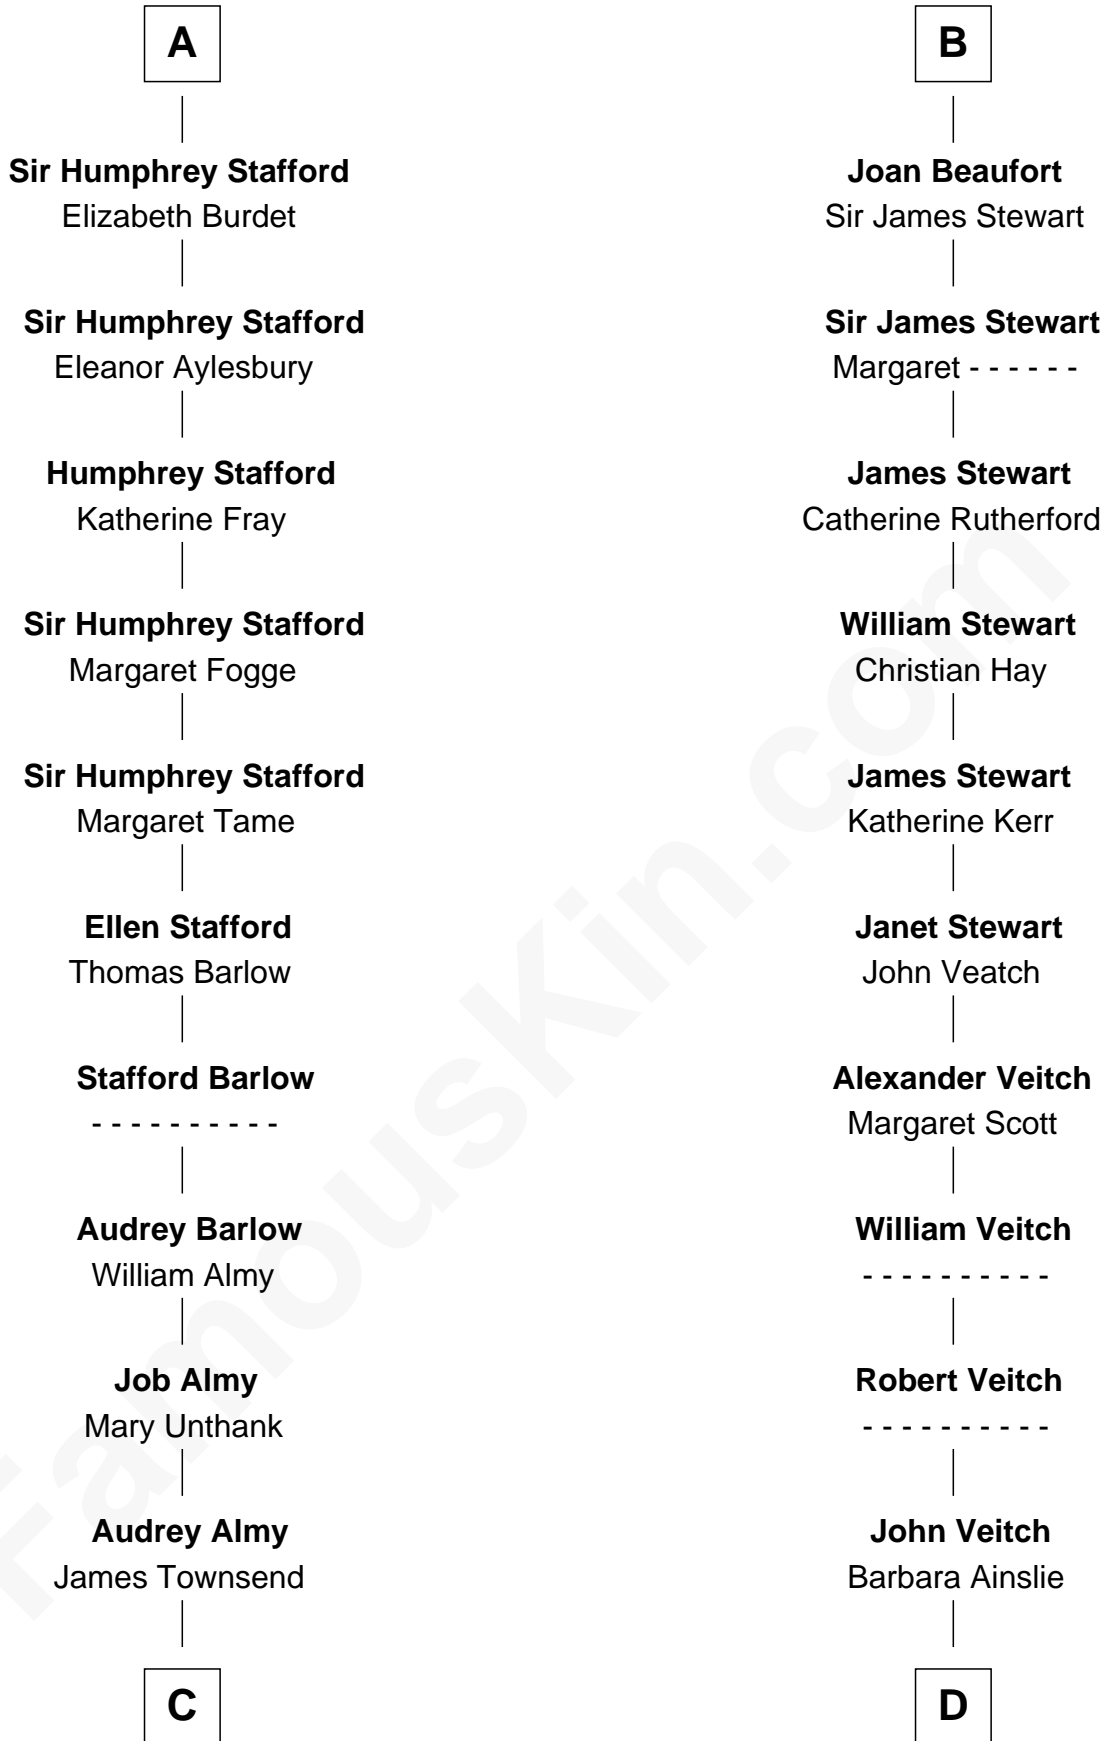 A
Sir Humphrey Stafford
Elizabeth Burdet
Sir Humphrey Stafford
Eleanor Aylesbury
Humphrey Stafford
Katherine Fray
Sir Humphrey Stafford
Margaret Fogge
Sir Humphrey Stafford
Margaret Tame
Ellen Stafford
Thomas Barlow
Stafford Barlow
- - - - - - - - - -
Audrey Barlow
William Almy
Job Almy
Mary Unthank
Audrey Almy
James Townsend
C
B
Joan Beaufort
Sir James Stewart
Sir James Stewart
Margaret - - - - - -
James Stewart
Catherine Rutherford
William Stewart
Christian Hay
James Stewart
Katherine Kerr
Janet Stewart
John Veatch
Alexander Veitch
Margaret Scott
William Veitch
- - - - - - - - - -
Robert Veitch
- - - - - - - - - -
John Veitch
Barbara Ainslie
D
FamousKin.com